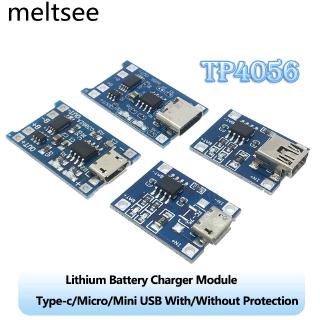 meltsee
TP4056
Lithium Battery Charger Module
Type-c/Micro/Mini USB With/Without Protection